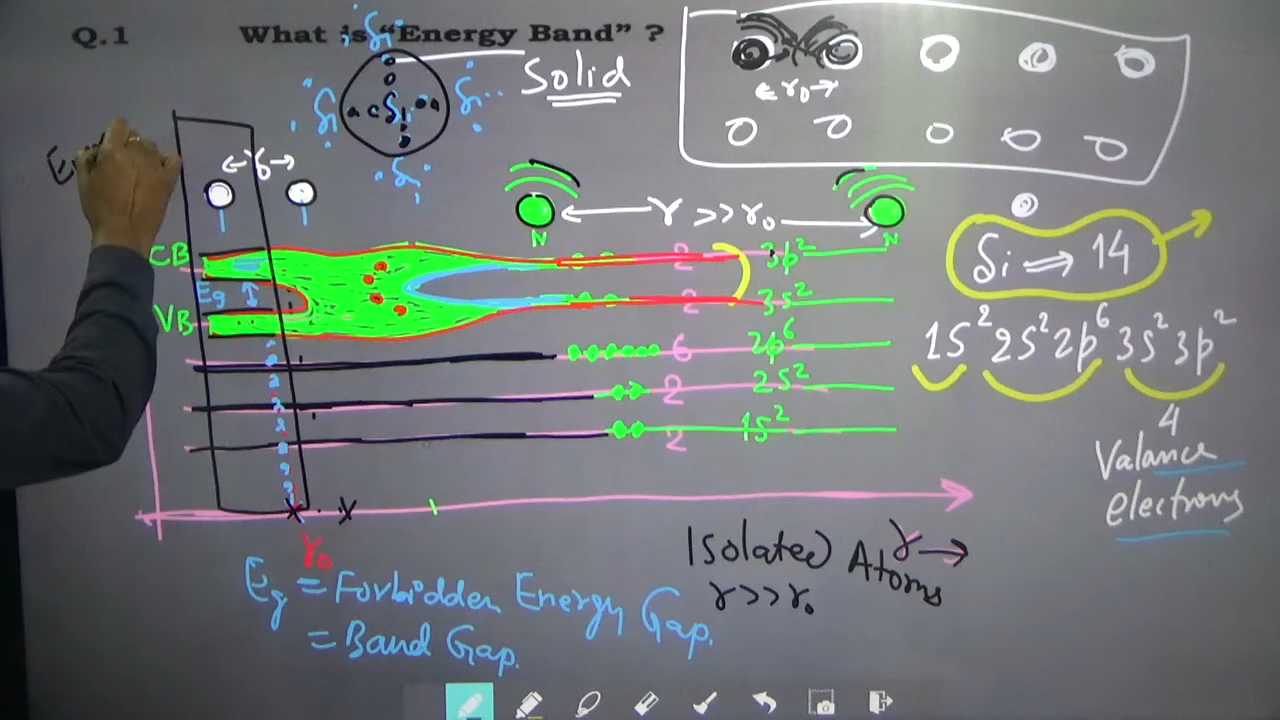 Q.1 What is "Energy Band" ?
Si
Solid
Si Si Si
Si
← r₀ →
← r →
← r >> r₀ →
N N
Si ⇒ 14
CB 2 3p²
Eg
VB 2 3s²
6 2p⁶
2 2s²
2 1s²
1s² 2s² 2p⁶ 3s² 3p²
4
Valance
electrons
r₀
Isolated Atoms
r →
r >> r₀
Eg = Forbidden Energy Gap.
= Band Gap.